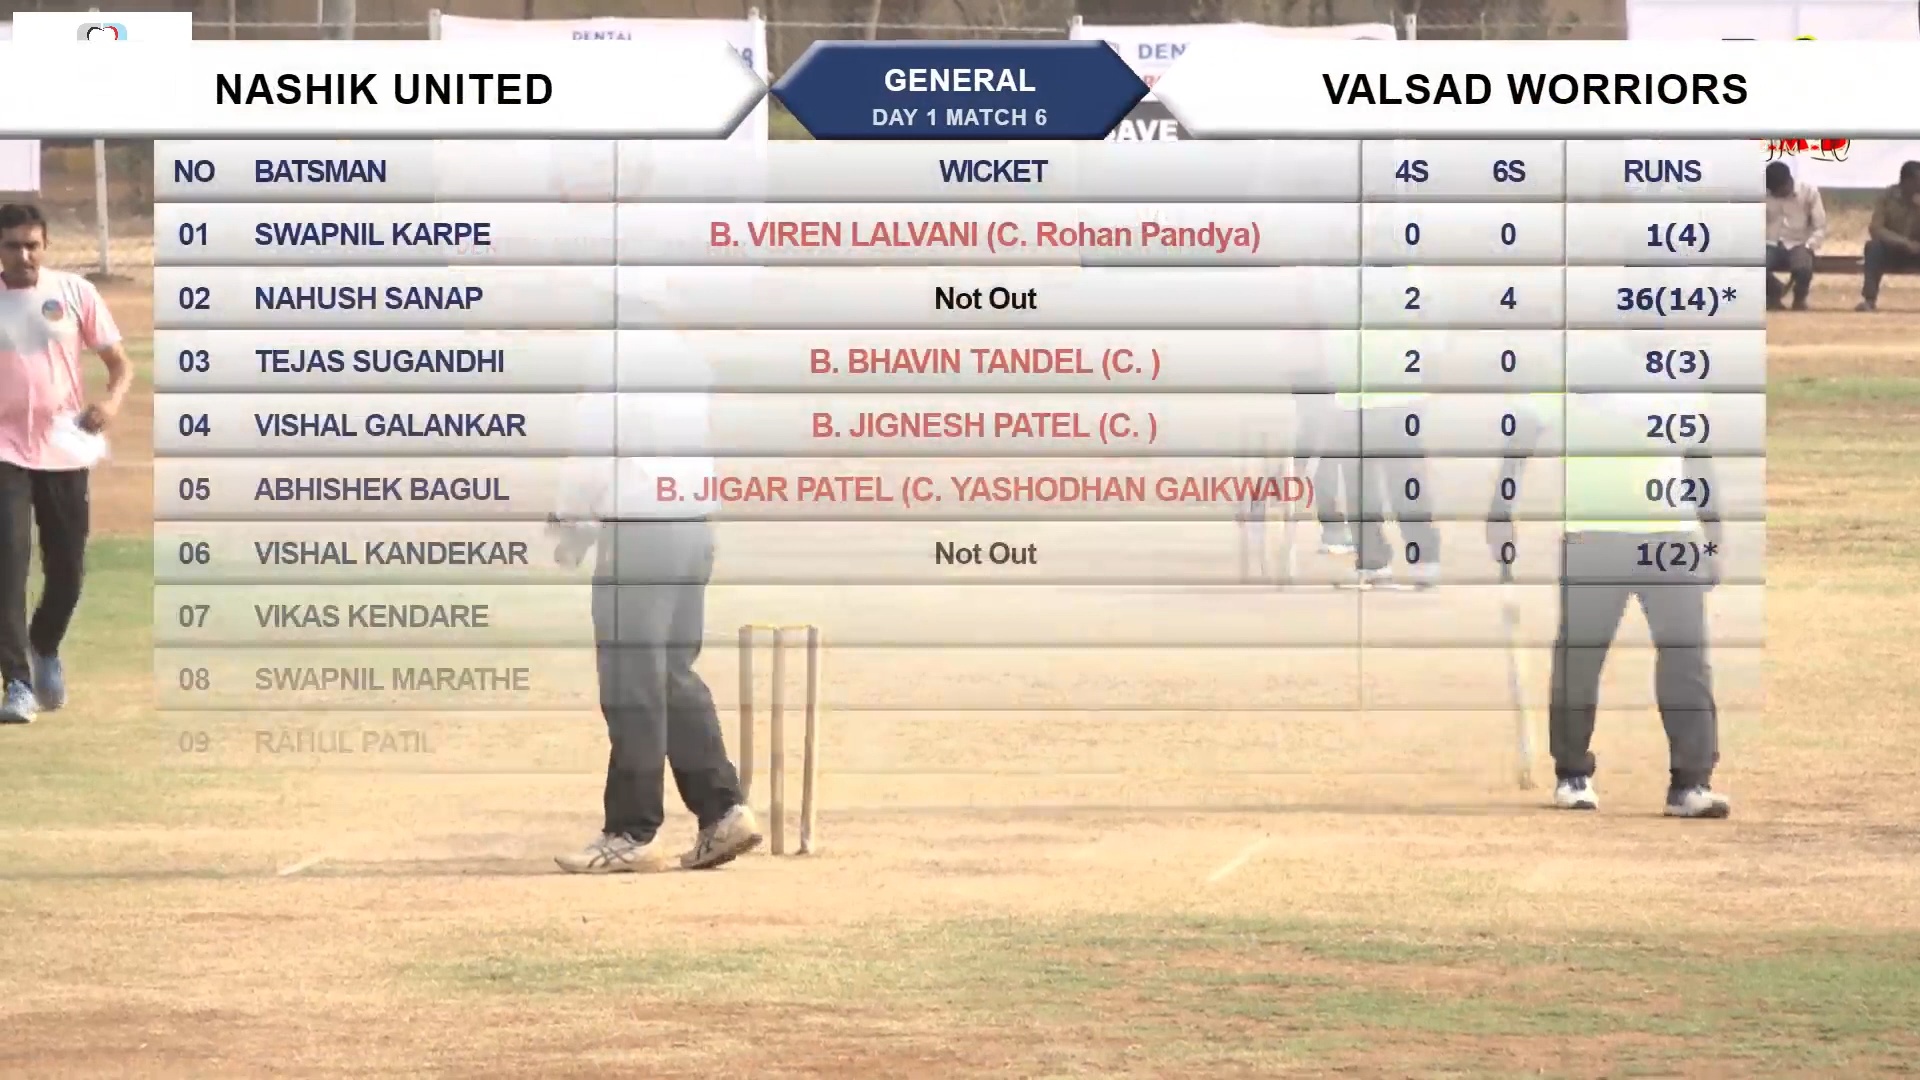 DENTAL
DEN
NASHIK UNITED
GENERAL
DAY 1 MATCH 6
VALSAD WORRIORS
AVE
NO BATSMAN WICKET 4S 6S RUNS
01 SWAPNIL KARPE B. VIREN LALVANI (C. Rohan Pandya) 0 0 1(4)
02 NAHUSH SANAP Not Out 2 4 36(14)*
03 TEJAS SUGANDHI B. BHAVIN TANDEL (C. ) 2 0 8(3)
04 VISHAL GALANKAR B. JIGNESH PATEL (C. ) 0 0 2(5)
05 ABHISHEK BAGUL B. JIGAR PATEL (C. YASHODHAN GAIKWAD) 0 0 0(2)
06 VISHAL KANDEKAR Not Out 0 0 1(2)*
07 VIKAS KENDARE
08 SWAPNIL MARATHE
09 RAHUL PATIL